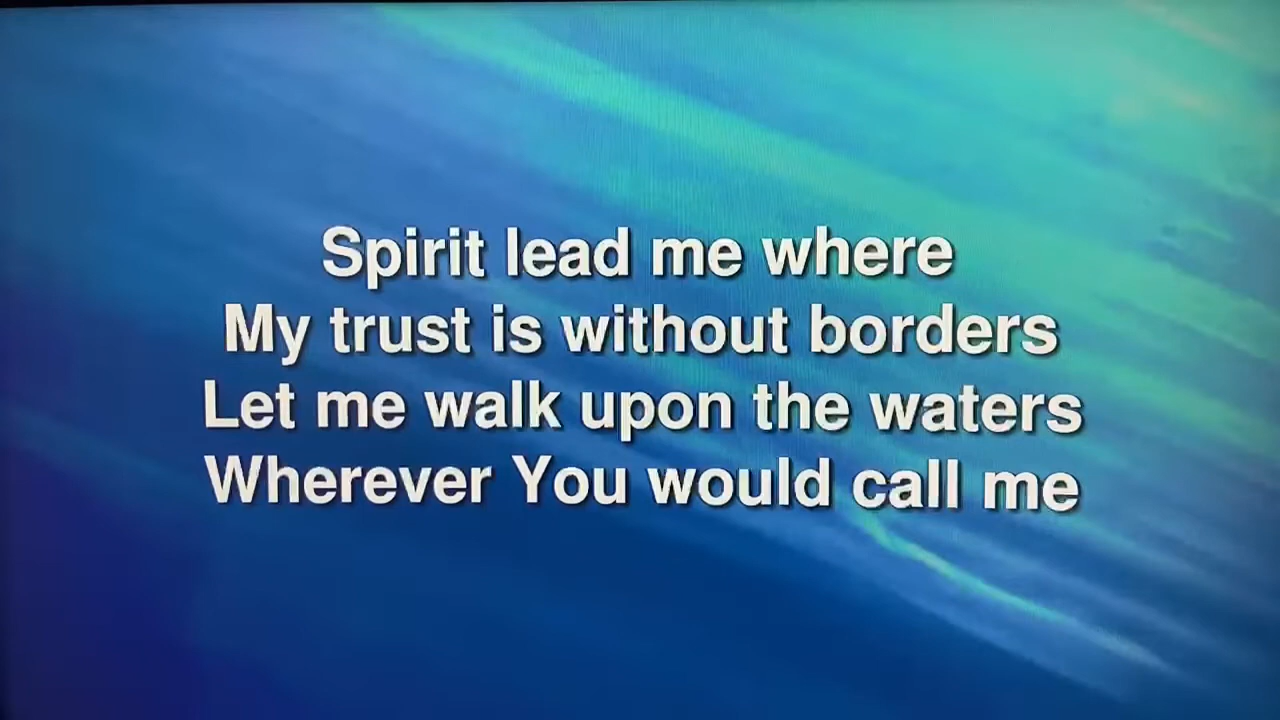 Spirit lead me where
My trust is without borders
Let me walk upon the waters
Wherever You would call me